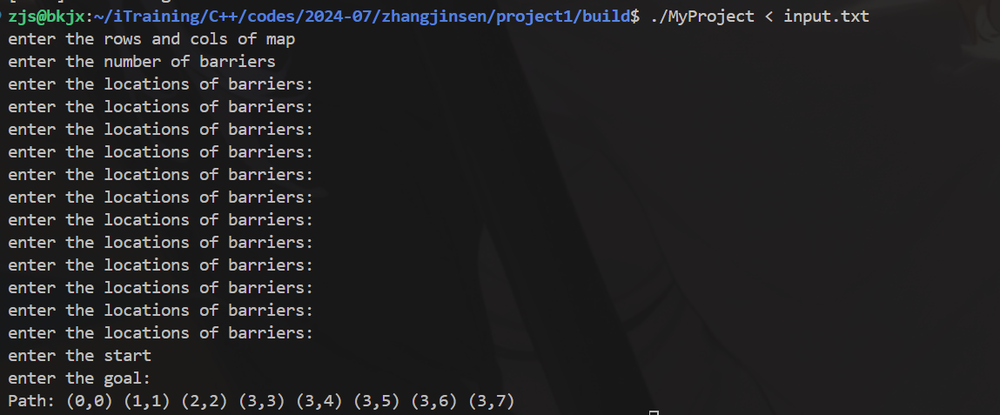 zjs@bkjx:~/iTraining/C++/codes/2024-07/zhangjinsen/project1/build$ ./MyProject < input.txt
enter the rows and cols of map
enter the number of barriers
enter the locations of barriers:
enter the locations of barriers:
enter the locations of barriers:
enter the locations of barriers:
enter the locations of barriers:
enter the locations of barriers:
enter the locations of barriers:
enter the locations of barriers:
enter the locations of barriers:
enter the locations of barriers:
enter the locations of barriers:
enter the locations of barriers:
enter the start
enter the goal:
Path: (0,0) (1,1) (2,2) (3,3) (3,4) (3,5) (3,6) (3,7)